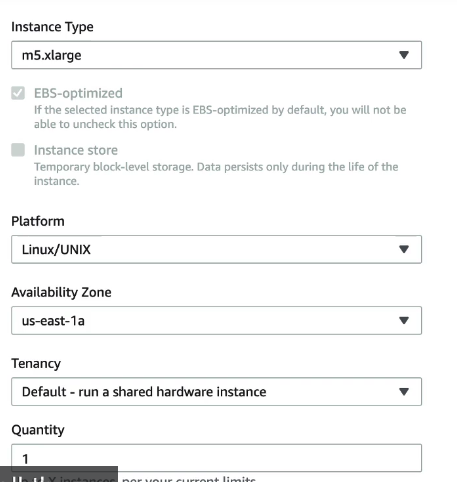 Instance Type
m5.xlarge
EBS-optimized
If the selected instance type is EBS-optimized by default, you will not be
able to uncheck this option.
Instance store
Temporary block-level storage. Data persists only during the life of the
instance.
Platform
Linux/UNIX
Availability Zone
us-east-1a
Tenancy
Default - run a shared hardware instance
Quantity
1
instances, per your current limits